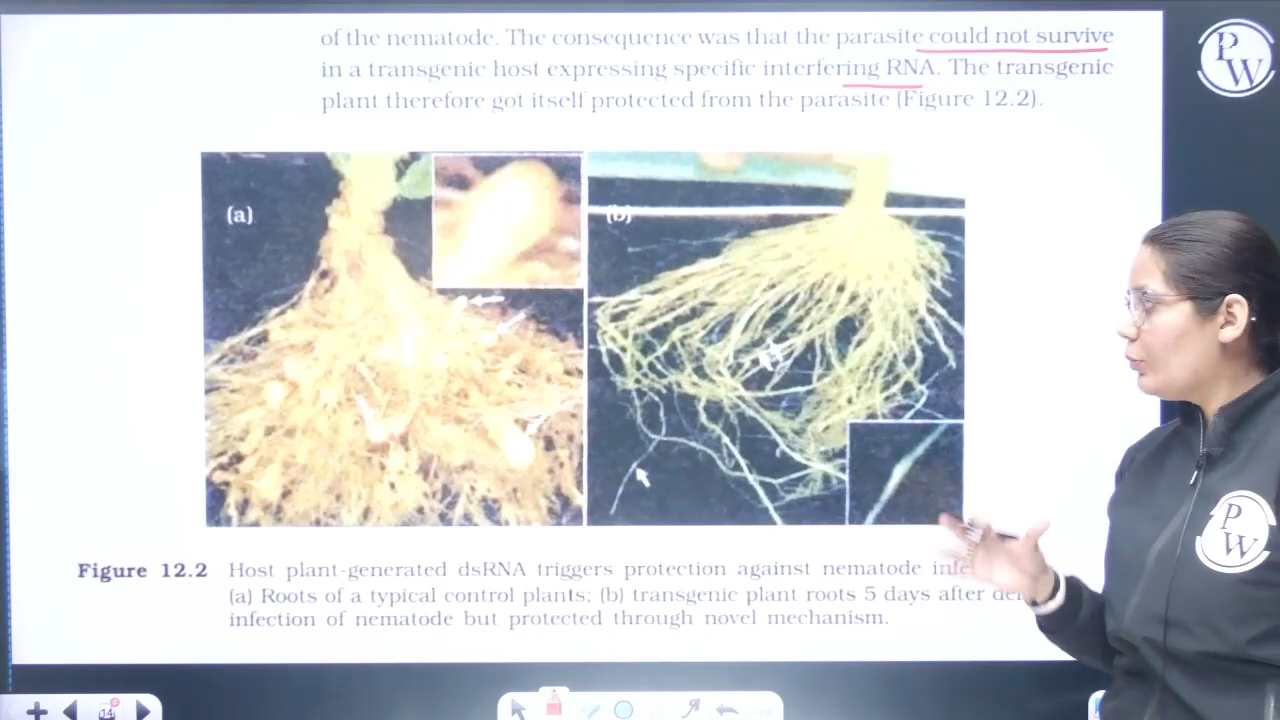 of the nematode. The consequence was that the parasite could not survive
in a transgenic host expressing specific interfering RNA. The transgenic
plant therefore got itself protected from the parasite (Figure 12.2).
(a)
(b)
Figure 12.2 Host plant-generated dsRNA triggers protection against nematode
(a) Roots of a typical control plants; (b) transgenic plant roots 5 days after
infection of nematode but protected through novel mechanism.
PW
PW
14